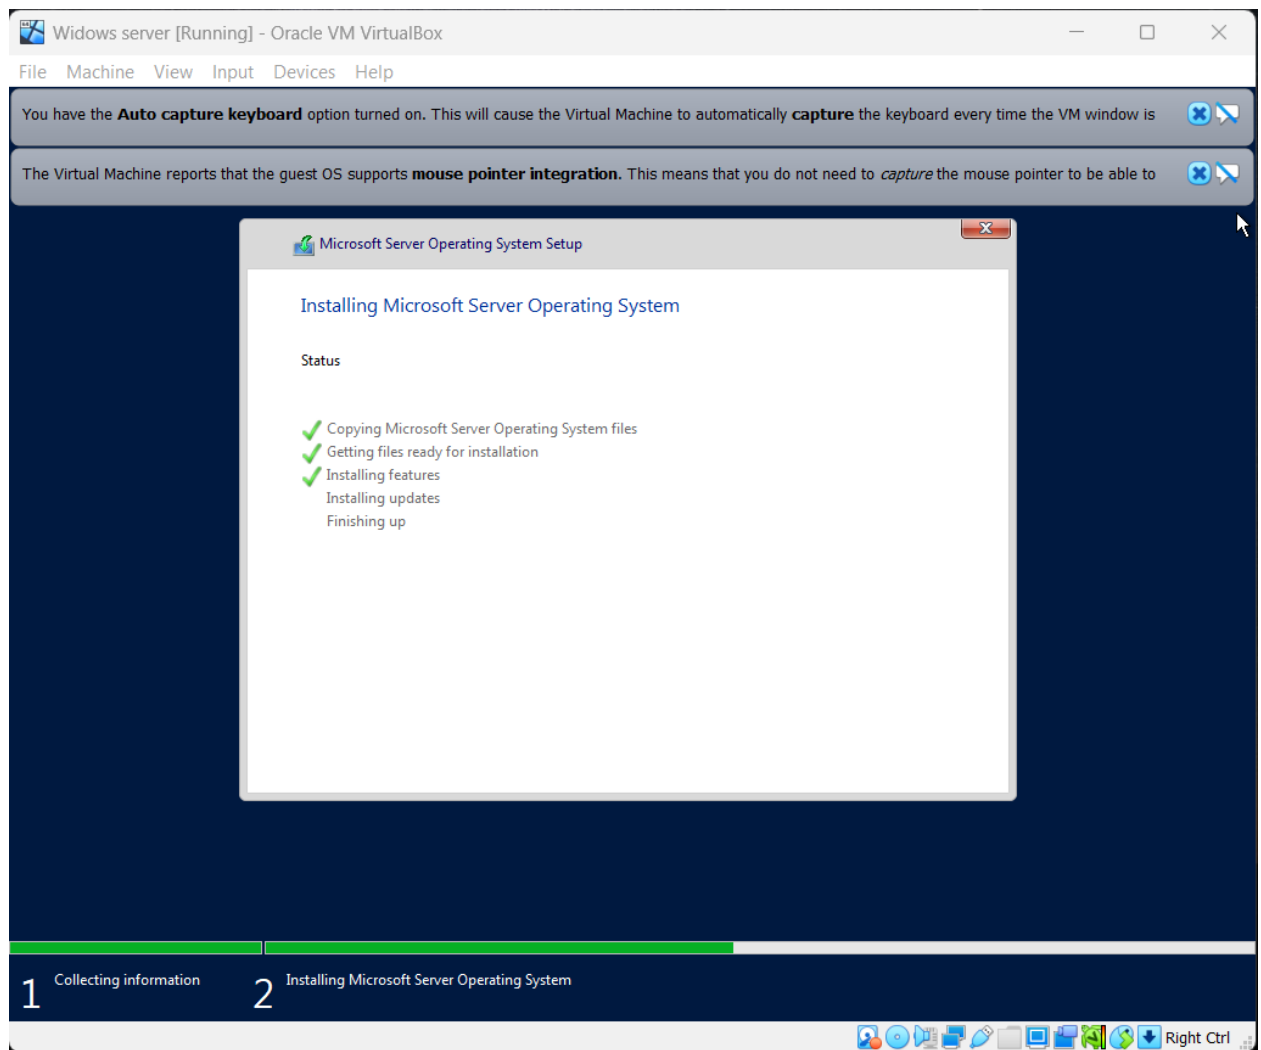 Widows server [Running] - Oracle VM VirtualBox
File Machine View Input Devices Help
You have the Auto capture keyboard option turned on. This will cause the Virtual Machine to automatically capture the keyboard every time the VM window is
The Virtual Machine reports that the guest OS supports mouse pointer integration. This means that you do not need to capture the mouse pointer to be able to
Microsoft Server Operating System Setup
Installing Microsoft Server Operating System
Status
Copying Microsoft Server Operating System files
Getting files ready for installation
Installing features
Installing updates
Finishing up
1 Collecting information 2 Installing Microsoft Server Operating System
Right Ctrl